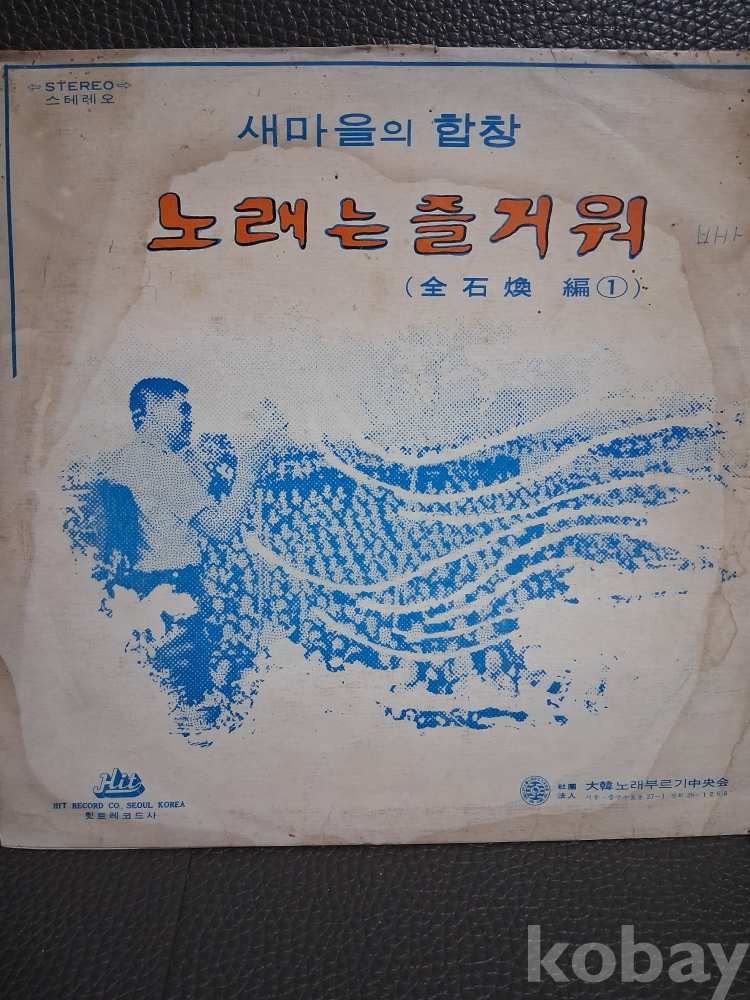 ⇦STEREO⇨
스테레오
새마을의 합창
노래는 즐거워
(全石煥 編①)
Hit
HIT RECORD CO. SEOUL KOREA
힛트레코드사
社團
法人
大韓노래부르기中央会
kobay